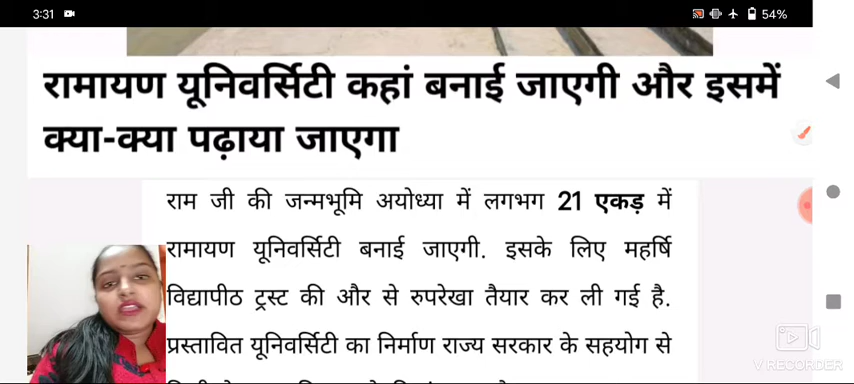 3:31
54%
रामायण यूनिवर्सिटी कहां बनाई जाएगी और इसमें
क्या-क्या पढ़ाया जाएगा
राम जी की जन्मभूमि अयोध्या में लगभग 21 एकड़ में
रामायण यूनिवर्सिटी बनाई जाएगी. इसके लिए महर्षि
विद्यापीठ ट्रस्ट की और से रुपरेखा तैयार कर ली गई है.
प्रस्तावित यूनिवर्सिटी का निर्माण राज्य सरकार के सहयोग से
V RECORDER